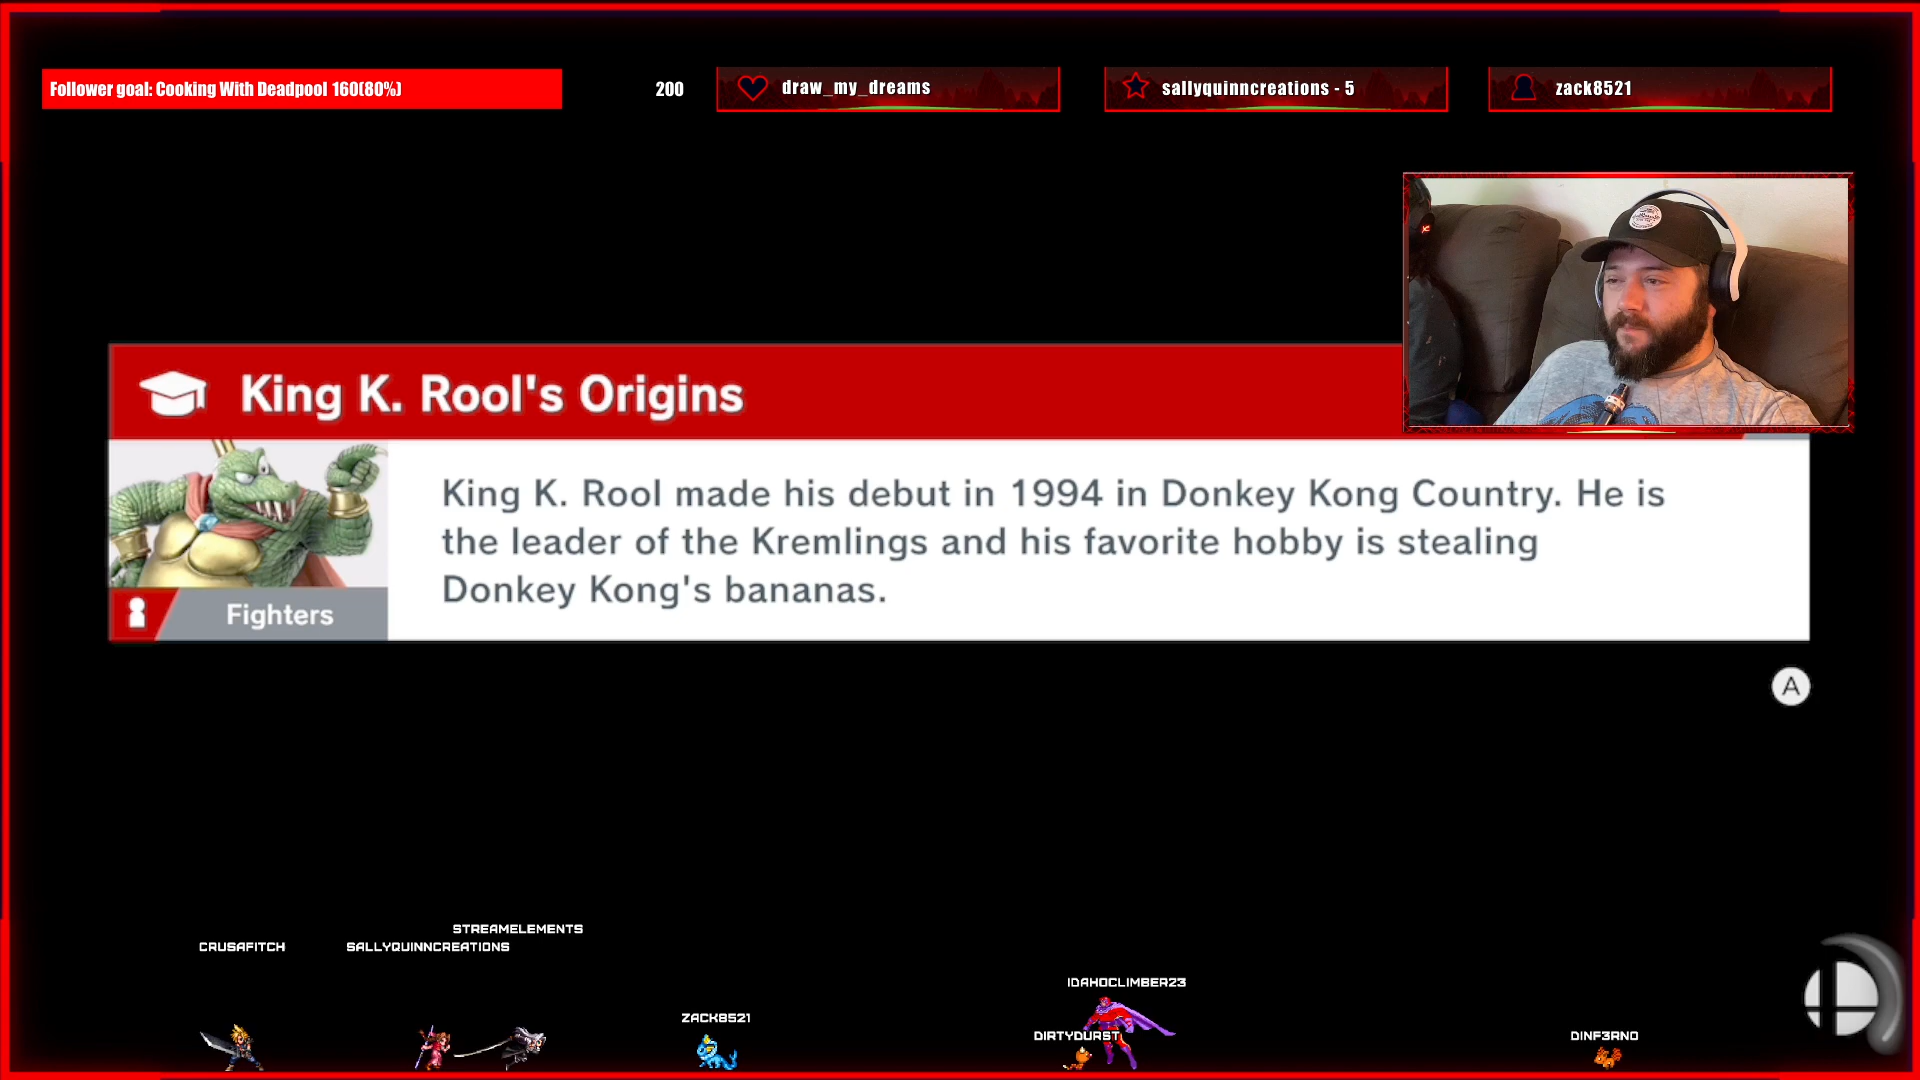 Follower goal: Cooking With Deadpool 160(80%)
200
draw_my_dreams
sallyquinncreations - 5
zack8521
King K. Rool's Origins
King K. Rool made his debut in 1994 in Donkey Kong Country. He is
the leader of the Kremlings and his favorite hobby is stealing
Donkey Kong's bananas.
Fighters
A
STREAMELEMENTS
CRUSAFITCH
SALLYQUINNCREATIONS
IDAHOCLIMBER23
ZACK8521
DIRTYDURST
DINF3RNO